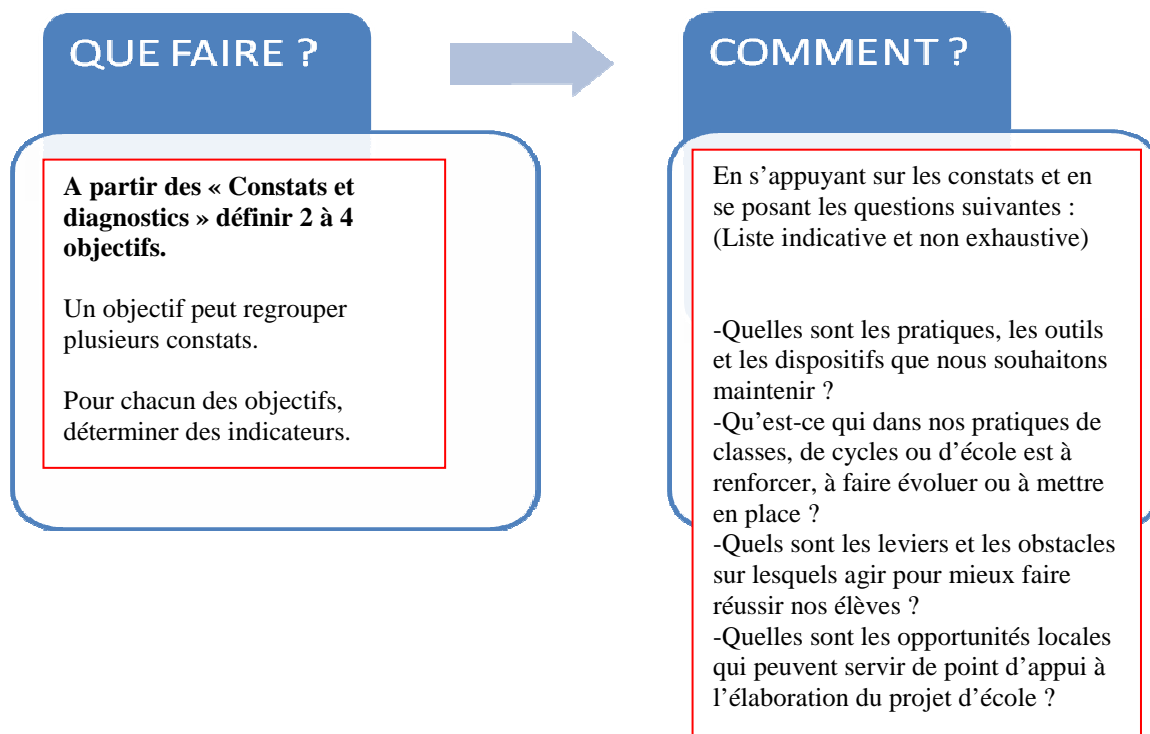 QUE FAIRE ?
A partir des « Constats et
diagnostics » définir 2 à 4
objectifs.
Un objectif peut regrouper
plusieurs constats.
Pour chacun des objectifs,
déterminer des indicateurs.
COMMENT ?
En s’appuyant sur les constats et en
se posant les questions suivantes :
(Liste indicative et non exhaustive)
-Quelles sont les pratiques, les outils
et les dispositifs que nous souhaitons
maintenir ?
-Qu’est-ce qui dans nos pratiques de
classes, de cycles ou d’école est à
renforcer, à faire évoluer ou à mettre
en place ?
-Quels sont les leviers et les obstacles
sur lesquels agir pour mieux faire
réussir nos élèves ?
-Quelles sont les opportunités locales
qui peuvent servir de point d’appui à
l’élaboration du projet d’école ?